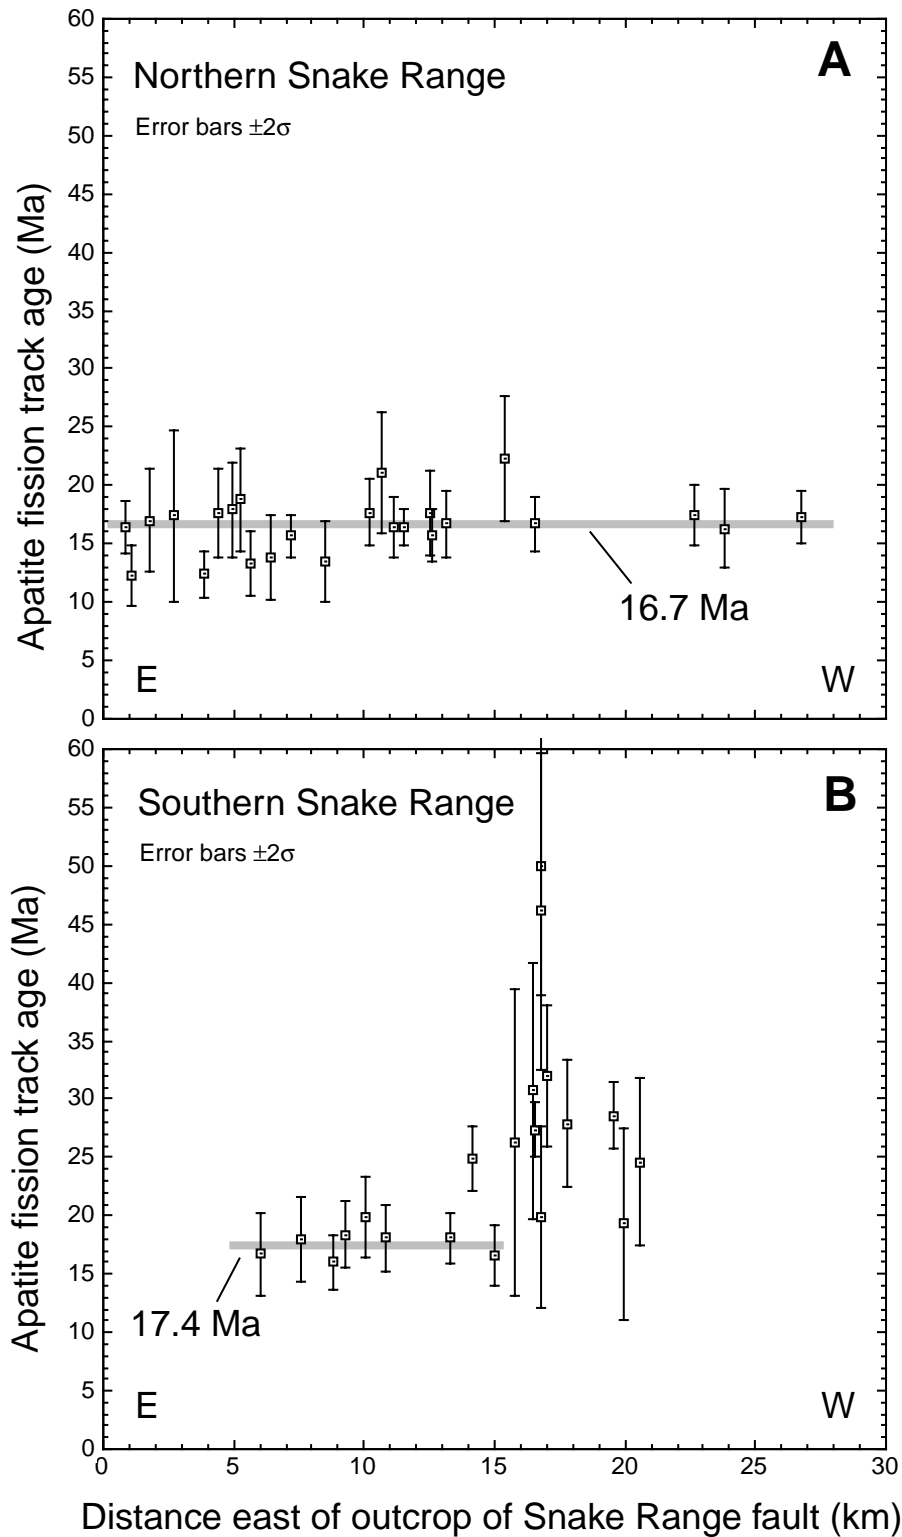 60
A
Northern Snake Range
55
Error bars ±2σ
50
45
40
35
30
25
20
15
16.7 Ma
10
5
E
W
0
Apatite fission track age (Ma)
60
B
Southern Snake Range
55
Error bars ±2σ
50
45
40
35
30
25
20
15
17.4 Ma
10
5
E
W
0
Apatite fission track age (Ma)
0 5 10 15 20 25 30
Distance east of outcrop of Snake Range fault (km)